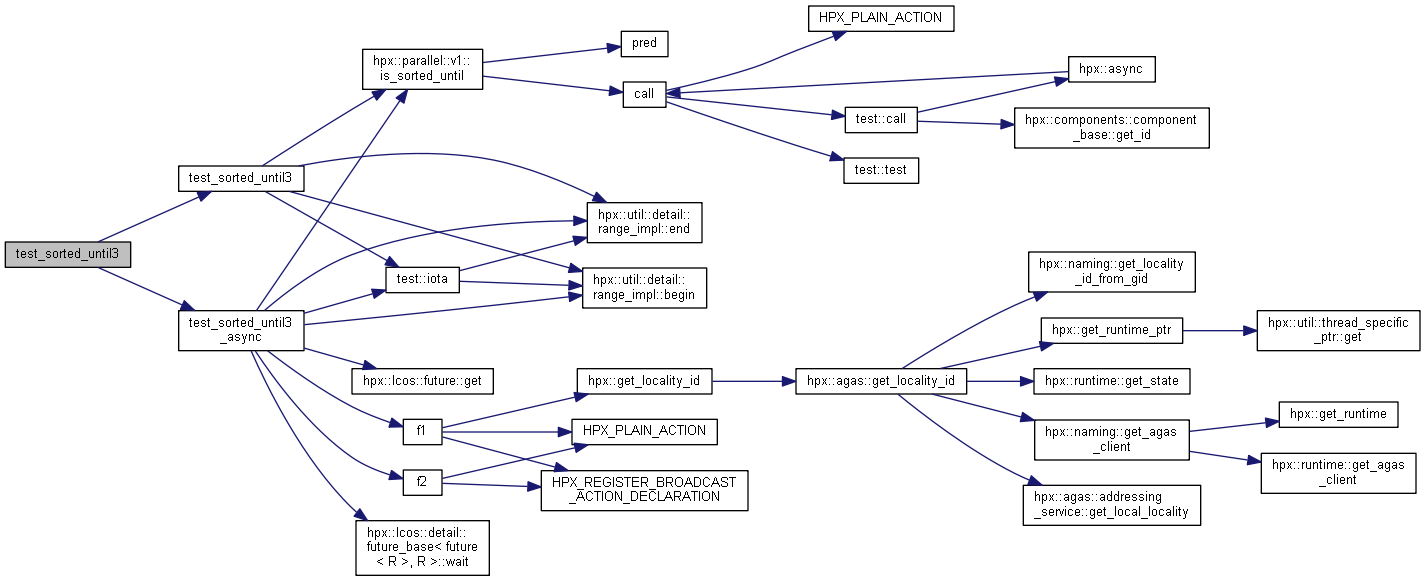 test_sorted_until3
test_sorted_until3
test_sorted_until3
_async
hpx::parallel::v1::
is_sorted_until
test::iota
hpx::lcos::future::get
f1
f2
hpx::lcos::detail::
future_base< future
< R >, R >::wait
pred
call
hpx::util::detail::
range_impl::end
hpx::util::detail::
range_impl::begin
hpx::get_locality_id
HPX_PLAIN_ACTION
HPX_REGISTER_BROADCAST
_ACTION_DECLARATION
HPX_PLAIN_ACTION
test::call
test::test
hpx::async
hpx::components::component
_base::get_id
hpx::agas::get_locality_id
hpx::naming::get_locality
_id_from_gid
hpx::get_runtime_ptr
hpx::runtime::get_state
hpx::naming::get_agas
_client
hpx::agas::addressing
_service::get_local_locality
hpx::util::thread_specific
_ptr::get
hpx::get_runtime
hpx::runtime::get_agas
_client